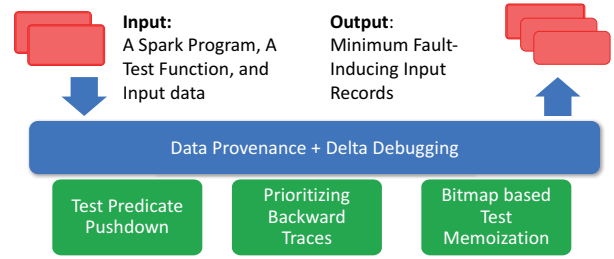 Input:
A Spark Program, A
Test Function, and
Input data
Output:
Minimum Fault-
Inducing Input
Records
Data Provenance + Delta Debugging
Test Predicate
Pushdown
Prioritizing
Backward
Traces
Bitmap based
Test
Memoization